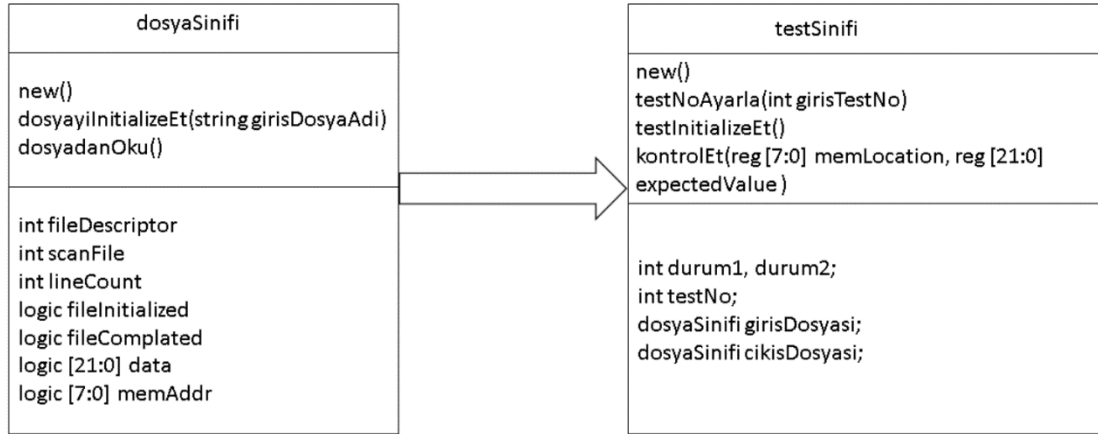 dosyaSinifi
new()
dosyayiInitializeEt(string girisDosyaAdi)
dosyadanOku()
int fileDescriptor
int scanFile
int lineCount
logic fileInitialized
logic fileComplated
logic [21:0] data
logic [7:0] memAddr
testSinifi
new()
testNoAyarla(int girisTestNo)
testInitializeEt()
kontrolEt(reg [7:0] memLocation, reg [21:0]
expectedValue )
int durum1, durum2;
int testNo;
dosyaSinifi girisDosyasi;
dosyaSinifi cikisDosyasi;